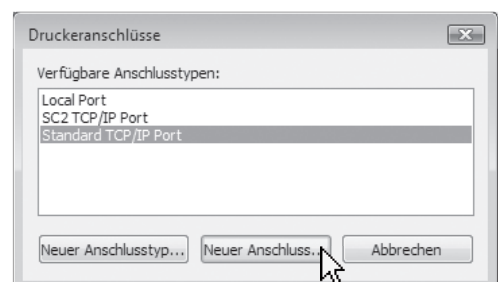 Druckeranschlüsse
Verfügbare Anschlusstypen:
Local Port
SC2 TCP/IP Port
Standard TCP/IP Port
Neuer Anschlusstyp... Neuer Anschluss... Abbrechen